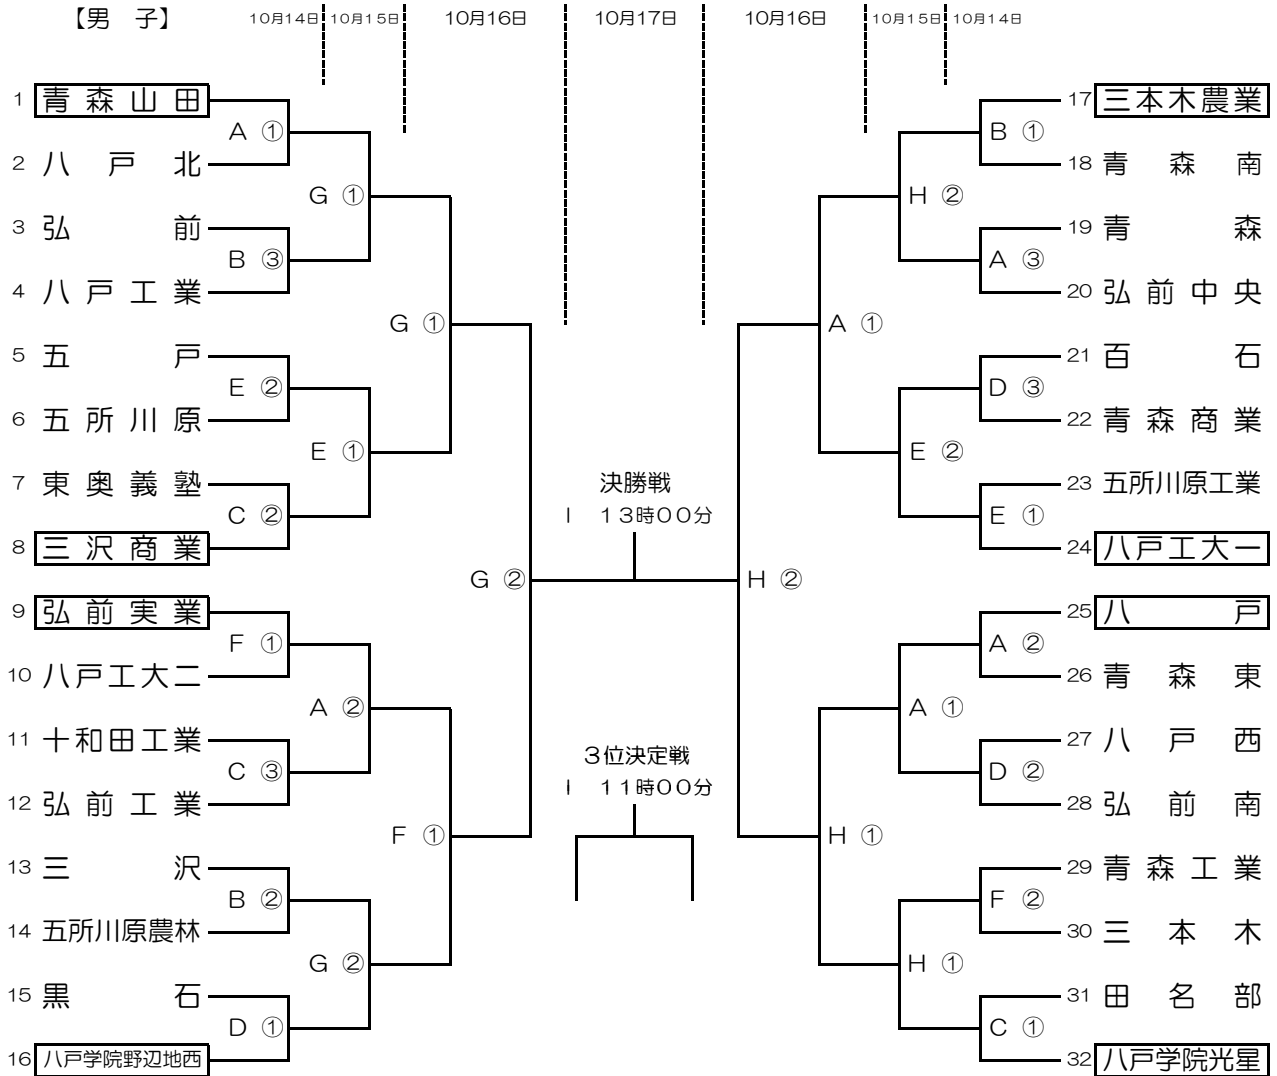 【男　子】
10月14日 10月15日 10月16日 10月17日 10月16日 10月15日 10月14日
1 青森山田
A ①
2 八戸北
G ①
3 弘前
B ③
4 八戸工業
G ①
5 五戸
E ②
6 五所川原
E ①
7 東奥義塾
C ②
8 三沢商業
G ②
9 弘前実業
F ①
10 八戸工大二
A ②
11 十和田工業
C ③
12 弘前工業
F ①
13 三沢
B ②
14 五所川原農林
G ②
15 黒石
D ①
16 八戸学院野辺地西
決勝戦
I　13時00分
3位決定戦
I　11時00分
17 三本木農業
B ①
18 青森南
H ②
19 青森
A ③
20 弘前中央
A ①
21 百石
D ③
22 青森商業
E ②
23 五所川原工業
E ①
24 八戸工大一
H ②
25 八戸
A ②
26 青森東
A ①
27 八戸西
D ②
28 弘前南
H ①
29 青森工業
F ②
30 三本木
H ①
31 田名部
C ①
32 八戸学院光星